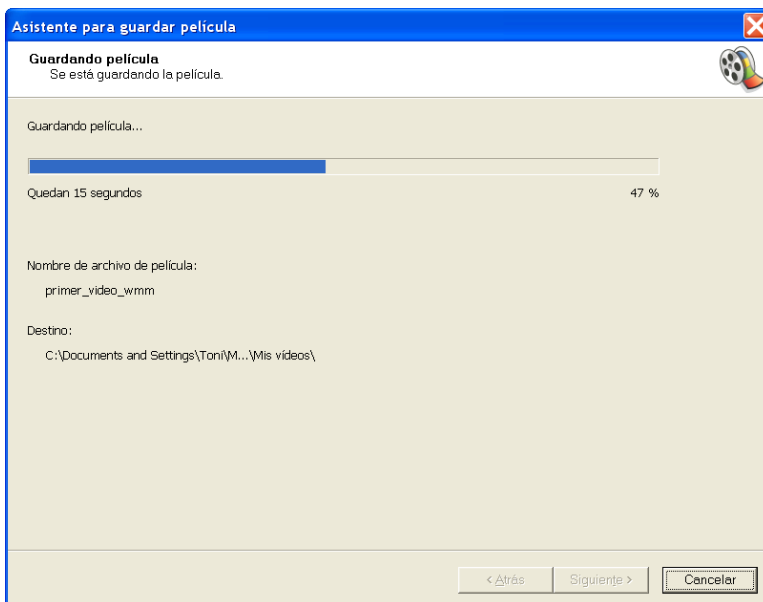 Asistente para guardar película
Guardando película
Se está guardando la película.
Guardando película...
Quedan 15 segundos
47 %
Nombre de archivo de película:
primer_video_wmm
Destino:
C:\Documents and Settings\Toni\M...\Mis vídeos\
< Atrás
Siguiente >
Cancelar